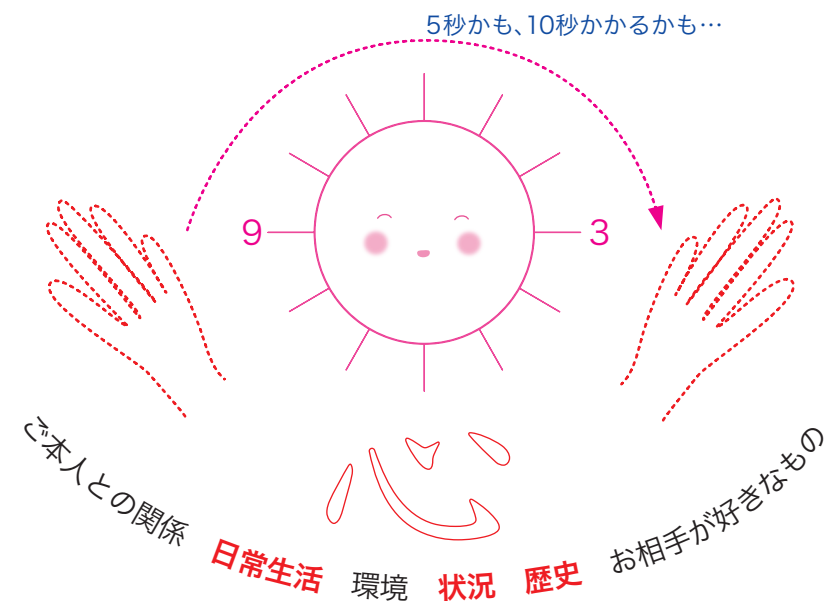 5秒かも、10秒かかるかも…
9
3
心
ご本人との関係 日常生活 環境 状況 歴史 お相手が好きなもの